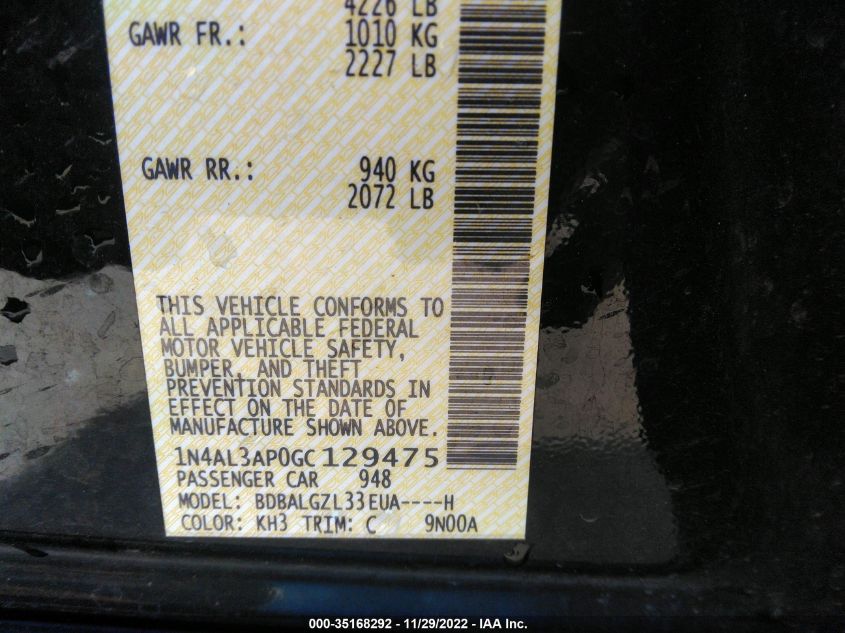 4226 LB
GAWR FR.: 1010 KG
2227 LB
GAWR RR.: 940 KG
2072 LB
THIS VEHICLE CONFORMS TO
ALL APPLICABLE FEDERAL
MOTOR VEHICLE SAFETY,
BUMPER, AND THEFT
PREVENTION STANDARDS IN
EFFECT ON THE DATE OF
MANUFACTURE SHOWN ABOVE.
1N4AL3AP0GC129475
PASSENGER CAR 948
MODEL: BDBALGZL33EUA----H
COLOR: KH3 TRIM: C 9N00A
000-35168292 - 11/29/2022 - IAA Inc.